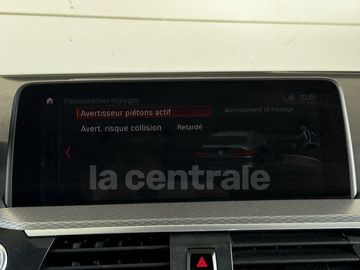 Personnaliser réglages
10:29
Avertisseur piétons actif
Avertissement et freinage
Avert. risque collision Retardé
la centrale